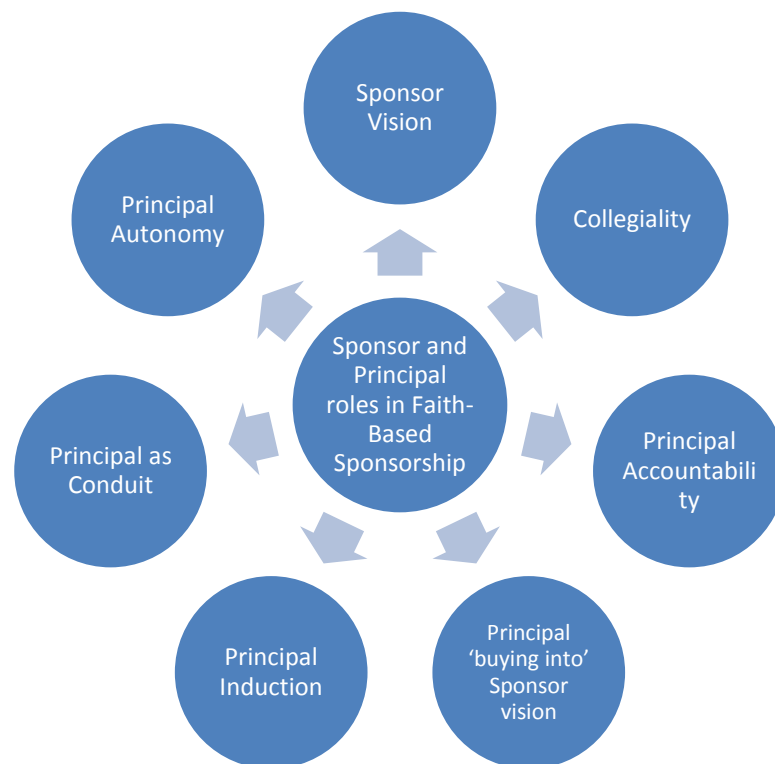 Sponsor
Vision
Collegiality
Principal
Accountabili
ty
Principal
‘buying into’
Sponsor
vision
Principal
Induction
Principal as
Conduit
Principal
Autonomy
Sponsor and
Principal
roles in Faith-
Based
Sponsorship